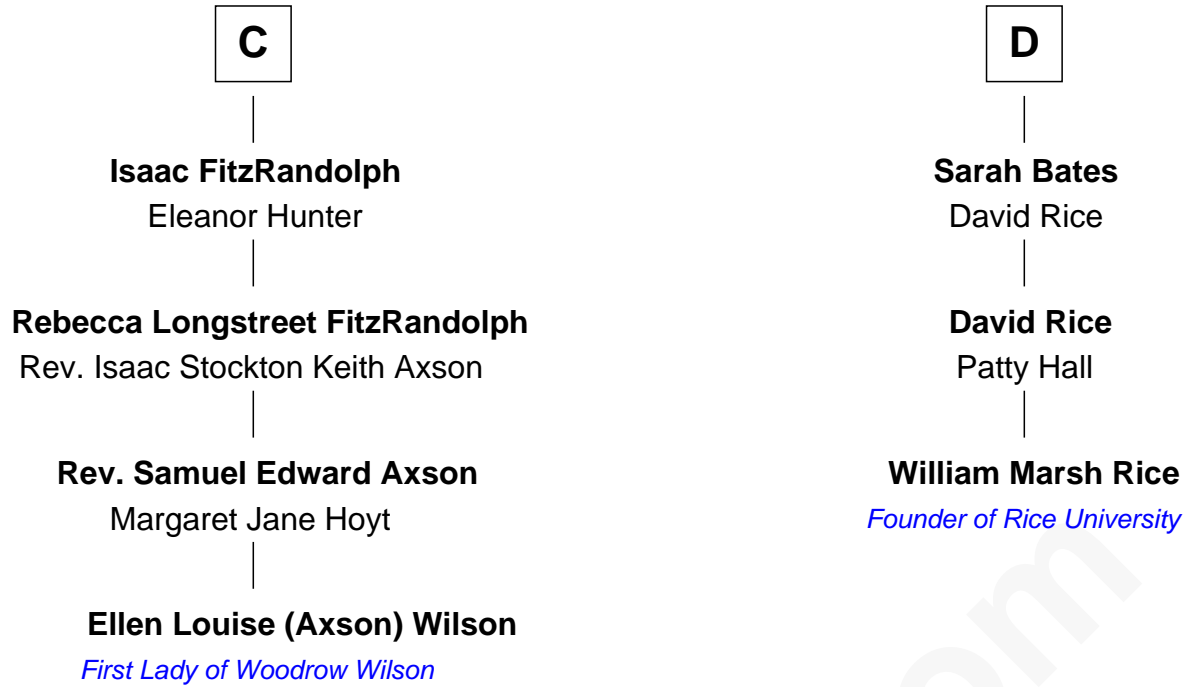 C
Isaac FitzRandolph
Eleanor Hunter
Rebecca Longstreet FitzRandolph
Rev. Isaac Stockton Keith Axson
Rev. Samuel Edward Axson
Margaret Jane Hoyt
Ellen Louise (Axson) Wilson
First Lady of Woodrow Wilson
D
Sarah Bates
David Rice
David Rice
Patty Hall
William Marsh Rice
Founder of Rice University
om